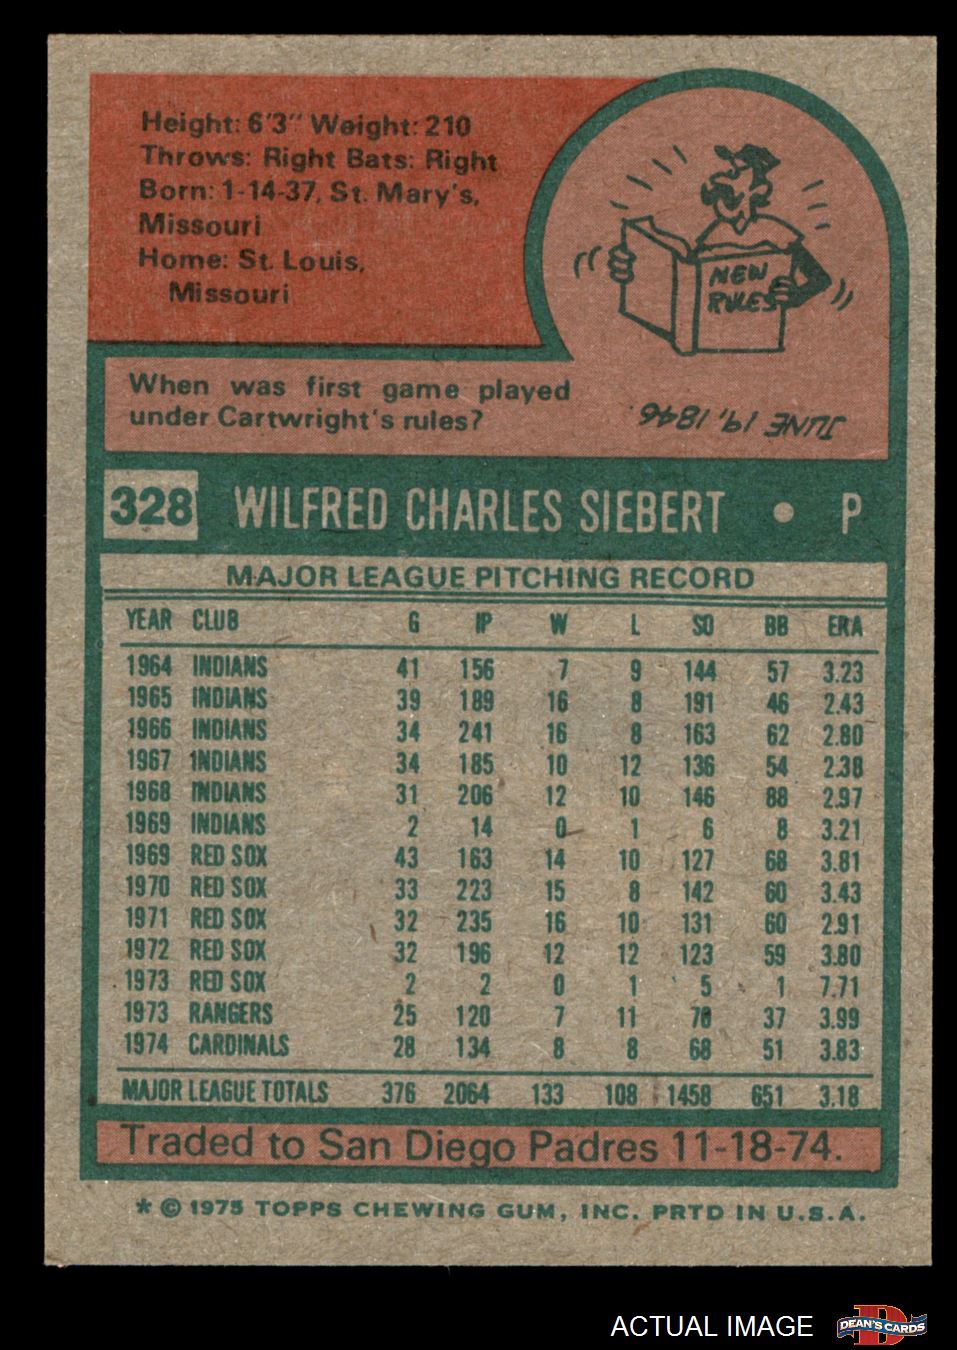 Height: 6'3" Weight: 210
Throws: Right Bats: Right
Born: 1-14-37, St. Mary's,
Missouri
Home: St. Louis,
Missouri
NEW
RULES
When was first game played
under Cartwright's rules?
JUNE 19, 1846.
328 WILFRED CHARLES SIEBERT • P
MAJOR LEAGUE PITCHING RECORD
YEAR CLUB G IP W L SO BB ERA
1964 INDIANS 41 156 7 9 144 57 3.23
1965 INDIANS 39 189 16 8 191 46 2.43
1966 INDIANS 34 241 16 8 163 62 2.80
1967 INDIANS 34 185 10 12 136 54 2.38
1968 INDIANS 31 206 12 10 146 88 2.97
1969 INDIANS 2 14 0 1 6 8 3.21
1969 RED SOX 43 163 14 10 127 68 3.81
1970 RED SOX 33 223 15 8 142 60 3.43
1971 RED SOX 32 235 16 10 131 60 2.91
1972 RED SOX 32 196 12 12 123 59 3.80
1973 RED SOX 2 2 0 1 5 1 7.71
1973 RANGERS 25 120 7 11 76 37 3.99
1974 CARDINALS 28 134 8 8 68 51 3.83
MAJOR LEAGUE TOTALS 376 2064 133 108 1458 651 3.18
Traded to San Diego Padres 11-18-74.
* © 1975 TOPPS CHEWING GUM, INC. PRTD IN U.S.A.
ACTUAL IMAGE
D
DEAN'S CARDS